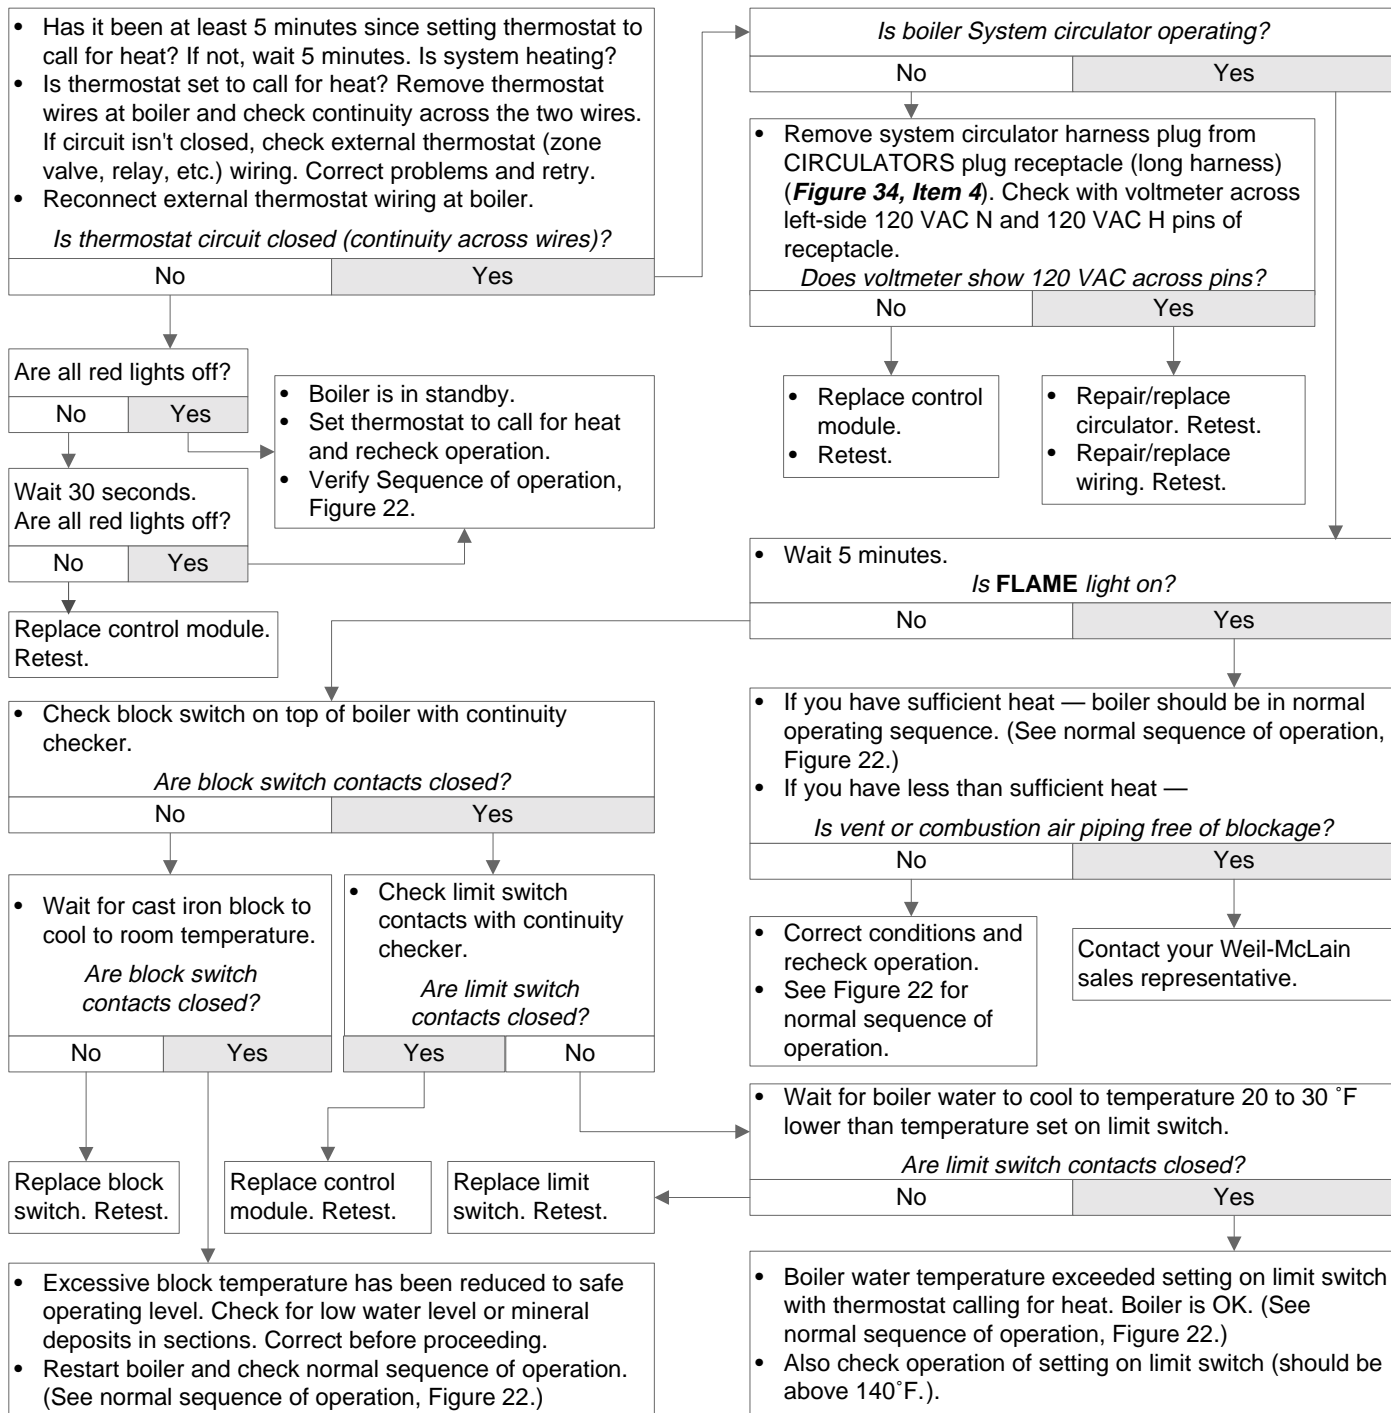 • Has it been at least 5 minutes since setting thermostat to
call for heat? If not, wait 5 minutes. Is system heating?
• Is thermostat set to call for heat? Remove thermostat
wires at boiler and check continuity across the two wires.
If circuit isn't closed, check external thermostat (zone
valve, relay, etc.) wiring. Correct problems and retry.
• Reconnect external thermostat wiring at boiler.
Is thermostat circuit closed (continuity across wires)?
No Yes
Are all red lights off?
No Yes
• Boiler is in standby.
• Set thermostat to call for heat
and recheck operation.
• Verify Sequence of operation,
Figure 22.
Wait 30 seconds.
Are all red lights off?
No Yes
Replace control module.
Retest.
Is boiler System circulator operating?
No Yes
• Remove system circulator harness plug from
CIRCULATORS plug receptacle (long harness)
(Figure 34, Item 4). Check with voltmeter across
left-side 120 VAC N and 120 VAC H pins of
receptacle.
Does voltmeter show 120 VAC across pins?
No Yes
• Replace control
module.
• Retest.
• Repair/replace
circulator. Retest.
• Repair/replace
wiring. Retest.
• Wait 5 minutes.
Is FLAME light on?
No Yes
• If you have sufficient heat — boiler should be in normal
operating sequence. (See normal sequence of operation,
Figure 22.)
• If you have less than sufficient heat —
Is vent or combustion air piping free of blockage?
No Yes
• Correct conditions and
recheck operation.
• See Figure 22 for
normal sequence of
operation.
Contact your Weil-McLain
sales representative.
• Check block switch on top of boiler with continuity
checker.
Are block switch contacts closed?
No Yes
• Wait for cast iron block to
cool to room temperature.
Are block switch
contacts closed?
No Yes
• Check limit switch
contacts with continuity
checker.
Are limit switch
contacts closed?
Yes No
Replace block
switch. Retest.
Replace control
module. Retest.
Replace limit
switch. Retest.
• Wait for boiler water to cool to temperature 20 to 30 ˚F
lower than temperature set on limit switch.
Are limit switch contacts closed?
No Yes
• Excessive block temperature has been reduced to safe
operating level. Check for low water level or mineral
deposits in sections. Correct before proceeding.
• Restart boiler and check normal sequence of operation.
(See normal sequence of operation, Figure 22.)
• Boiler water temperature exceeded setting on limit switch
with thermostat calling for heat. Boiler is OK. (See
normal sequence of operation, Figure 22.)
• Also check operation of setting on limit switch (should be
above 140˚F.).